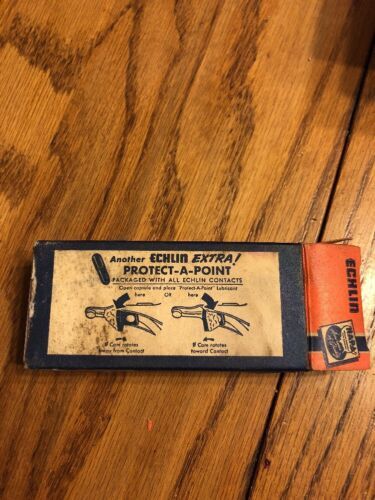 Another ECHLIN EXTRA!
PROTECT-A-POINT
PACKAGED WITH ALL ECHLIN CONTACTS
Open capsule and place "Protect-A-Point" Lubricant
here OR here
If Cam rotates If Cam rotates
away from Contact toward Contact
ECHLIN
NAPA